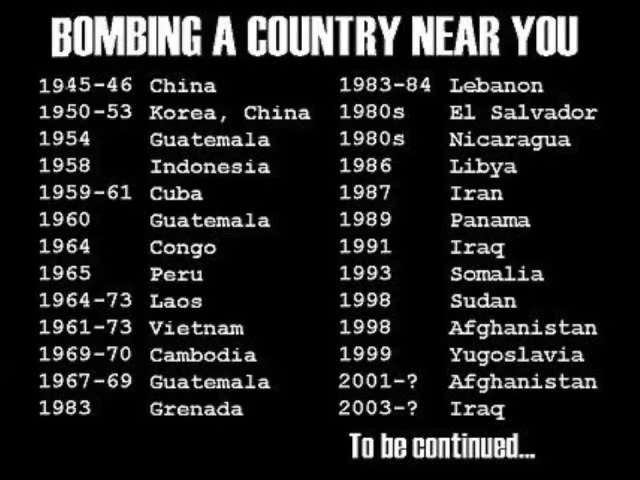 BOMBING A COUNTRY NEAR YOU
1945-46 China
1950-53 Korea, China
1954 Guatemala
1958 Indonesia
1959-61 Cuba
1960 Guatemala
1964 Congo
1965 Peru
1964-73 Laos
1961-73 Vietnam
1969-70 Cambodia
1967-69 Guatemala
1983 Grenada
1983-84 Lebanon
1980s El Salvador
1980s Nicaragua
1986 Libya
1987 Iran
1989 Panama
1991 Iraq
1993 Somalia
1998 Sudan
1998 Afghanistan
1999 Yugoslavia
2001-? Afghanistan
2003-? Iraq
To be continued...